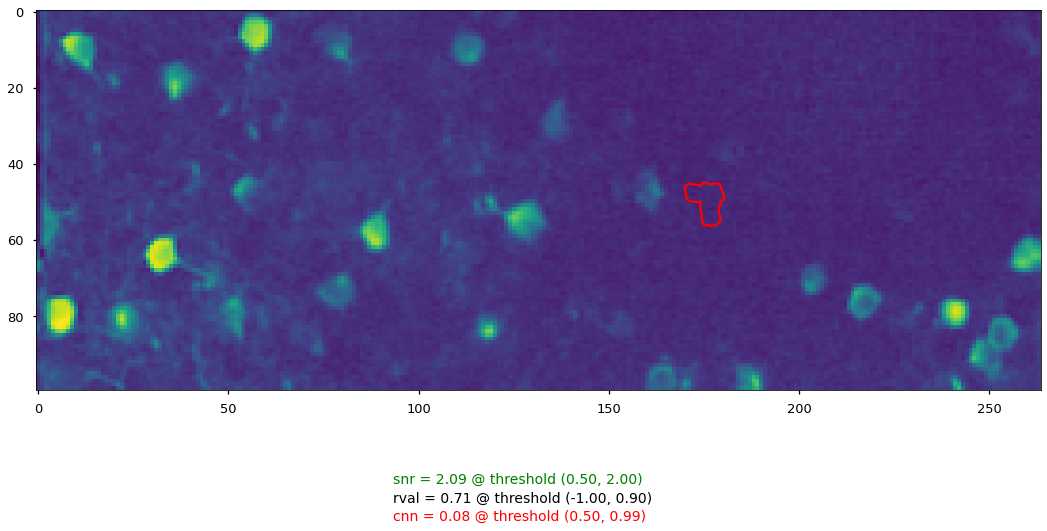 0
20
40
60
80
0 50 100 150 200 250
snr = 2.09 @ threshold (0.50, 2.00)
rval = 0.71 @ threshold (-1.00, 0.90)
cnn = 0.08 @ threshold (0.50, 0.99)